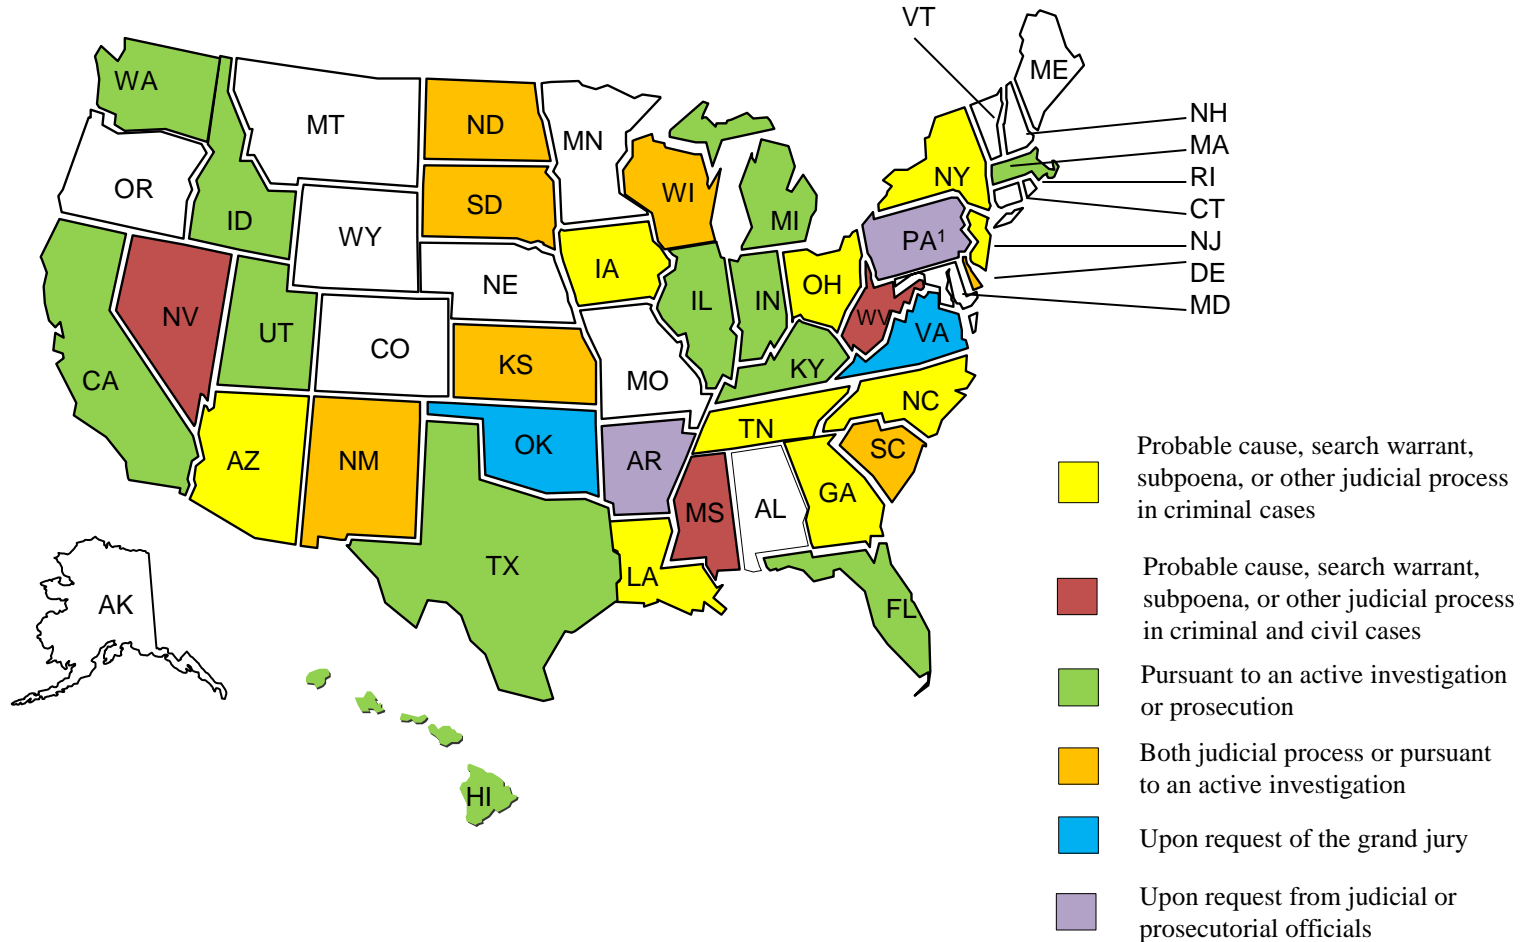 VT
ME
WA
MT
ND
MN
NH
MA
RI
CT
NJ
DE
MD
OR
ID
WY
SD
WI
MI
NY
PA¹
NE
IA
IL
IN
OH
WV
VA
NV
UT
CO
KS
MO
KY
CA
AZ
NM
OK
AR
TN
NC
SC
TX
LA
MS
AL
GA
FL
AK
HI
Probable cause, search warrant,
subpoena, or other judicial process
in criminal cases
Probable cause, search warrant,
subpoena, or other judicial process
in criminal and civil cases
Pursuant to an active investigation
or prosecution
Both judicial process or pursuant
to an active investigation
Upon request of the grand jury
Upon request from judicial or
prosecutorial officials